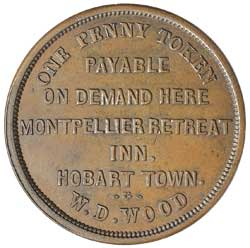 ONE PENNY TOKEN
PAYABLE
ON DEMAND HERE
MONTPELLIER RETREAT
INN.
HOBART TOWN.
W. D. WOOD